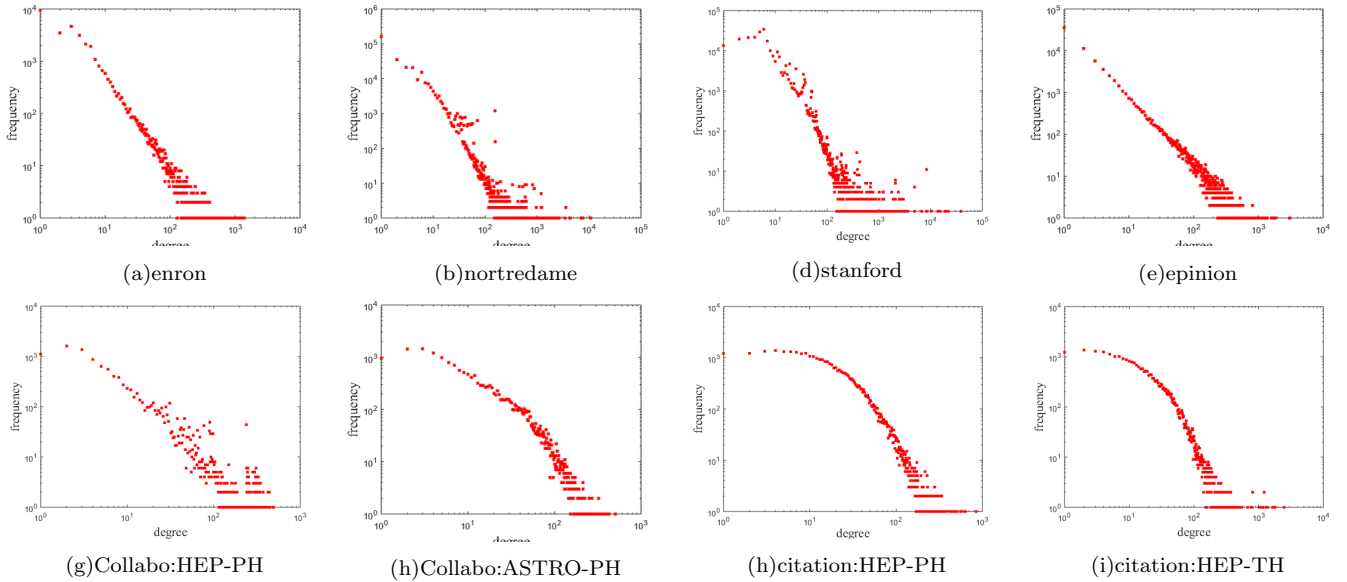 10^4
10^3
10^2
10^1
10^0
frequency
10^0 10^1 10^2 10^3 10^4
degree
(a)enron
10^6
10^5
10^4
10^3
10^2
10^1
10^0
frequency
10^0 10^1 10^2 10^3 10^4 10^5
degree
(b)nortredame
10^5
10^4
10^3
10^2
10^1
10^0
frequency
10^0 10^1 10^2 10^3 10^4 10^5
degree
(d)stanford
10^5
10^4
10^3
10^2
10^1
10^0
frequency
10^0 10^1 10^2 10^3 10^4
degree
(e)epinion
10^4
10^3
10^2
10^1
10^0
frequency
10^0 10^1 10^2 10^3
degree
(g)Collabo:HEP-PH
10^4
10^3
10^2
10^1
10^0
frequency
10^0 10^1 10^2 10^3
degree
(h)Collabo:ASTRO-PH
10^4
10^3
10^2
10^1
10^0
frequency
10^0 10^1 10^2 10^3
degree
(h)citation:HEP-PH
10^4
10^3
10^2
10^1
10^0
frequency
10^0 10^1 10^2 10^3 10^4
degree
(i)citation:HEP-TH